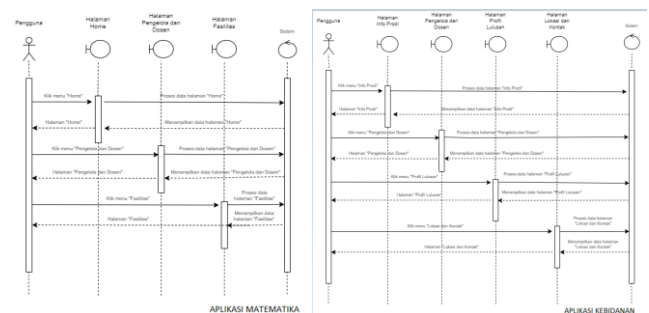 Pengguna
Halaman
Home
Halaman
Pengelola dan
Dosen
Halaman
Fasilitas
Sistem
Klik menu "Home"
Proses data halaman "Home"
Halaman "Home"
Menampilkan data halaman "Home"
Klik menu "Pengelola dan Dosen"
Proses data halaman "Pengelola dan Dosen"
Halaman "Pengelola dan Dosen"
Menampilkan data halaman "Pengelola dan Dosen"
Klik menu "Fasilitas"
Proses data
halaman "Fasilitas"
Halaman "Fasilitas"
Menampilkan data
halaman "Fasilitas"
APLIKASI MATEMATIKA
Pengguna
Halaman
Info Prodi
Halaman
Pengelola dan
Dosen
Halaman
Profil
Lulusan
Halaman
Lokasi dan
Kontak
Sistem
Klik menu "Info Prodi"
Proses data halaman "Info Prodi"
Halaman "Info Prodi"
Menampilkan data halaman "Info Prodi"
Klik menu "Pengelola dan Dosen"
Proses data halaman "Pengelola dan Dosen"
Halaman "Pengelola dan Dosen"
Menampilkan data halaman "Pengelola dan Dosen"
Klik menu "Profil Lulusan"
Proses data halaman "Profil Lulusan"
Halaman "Profil Lulusan"
Menampilkan data halaman "Profil Lulusan"
Klik menu "Lokasi dan Kontak"
Proses data halaman
"Lokasi dan Kontak"
Halaman "Lokasi dan Kontak"
Menampilkan data halaman
"Lokasi dan Kontak"
APLIKASI KEBIDANAN